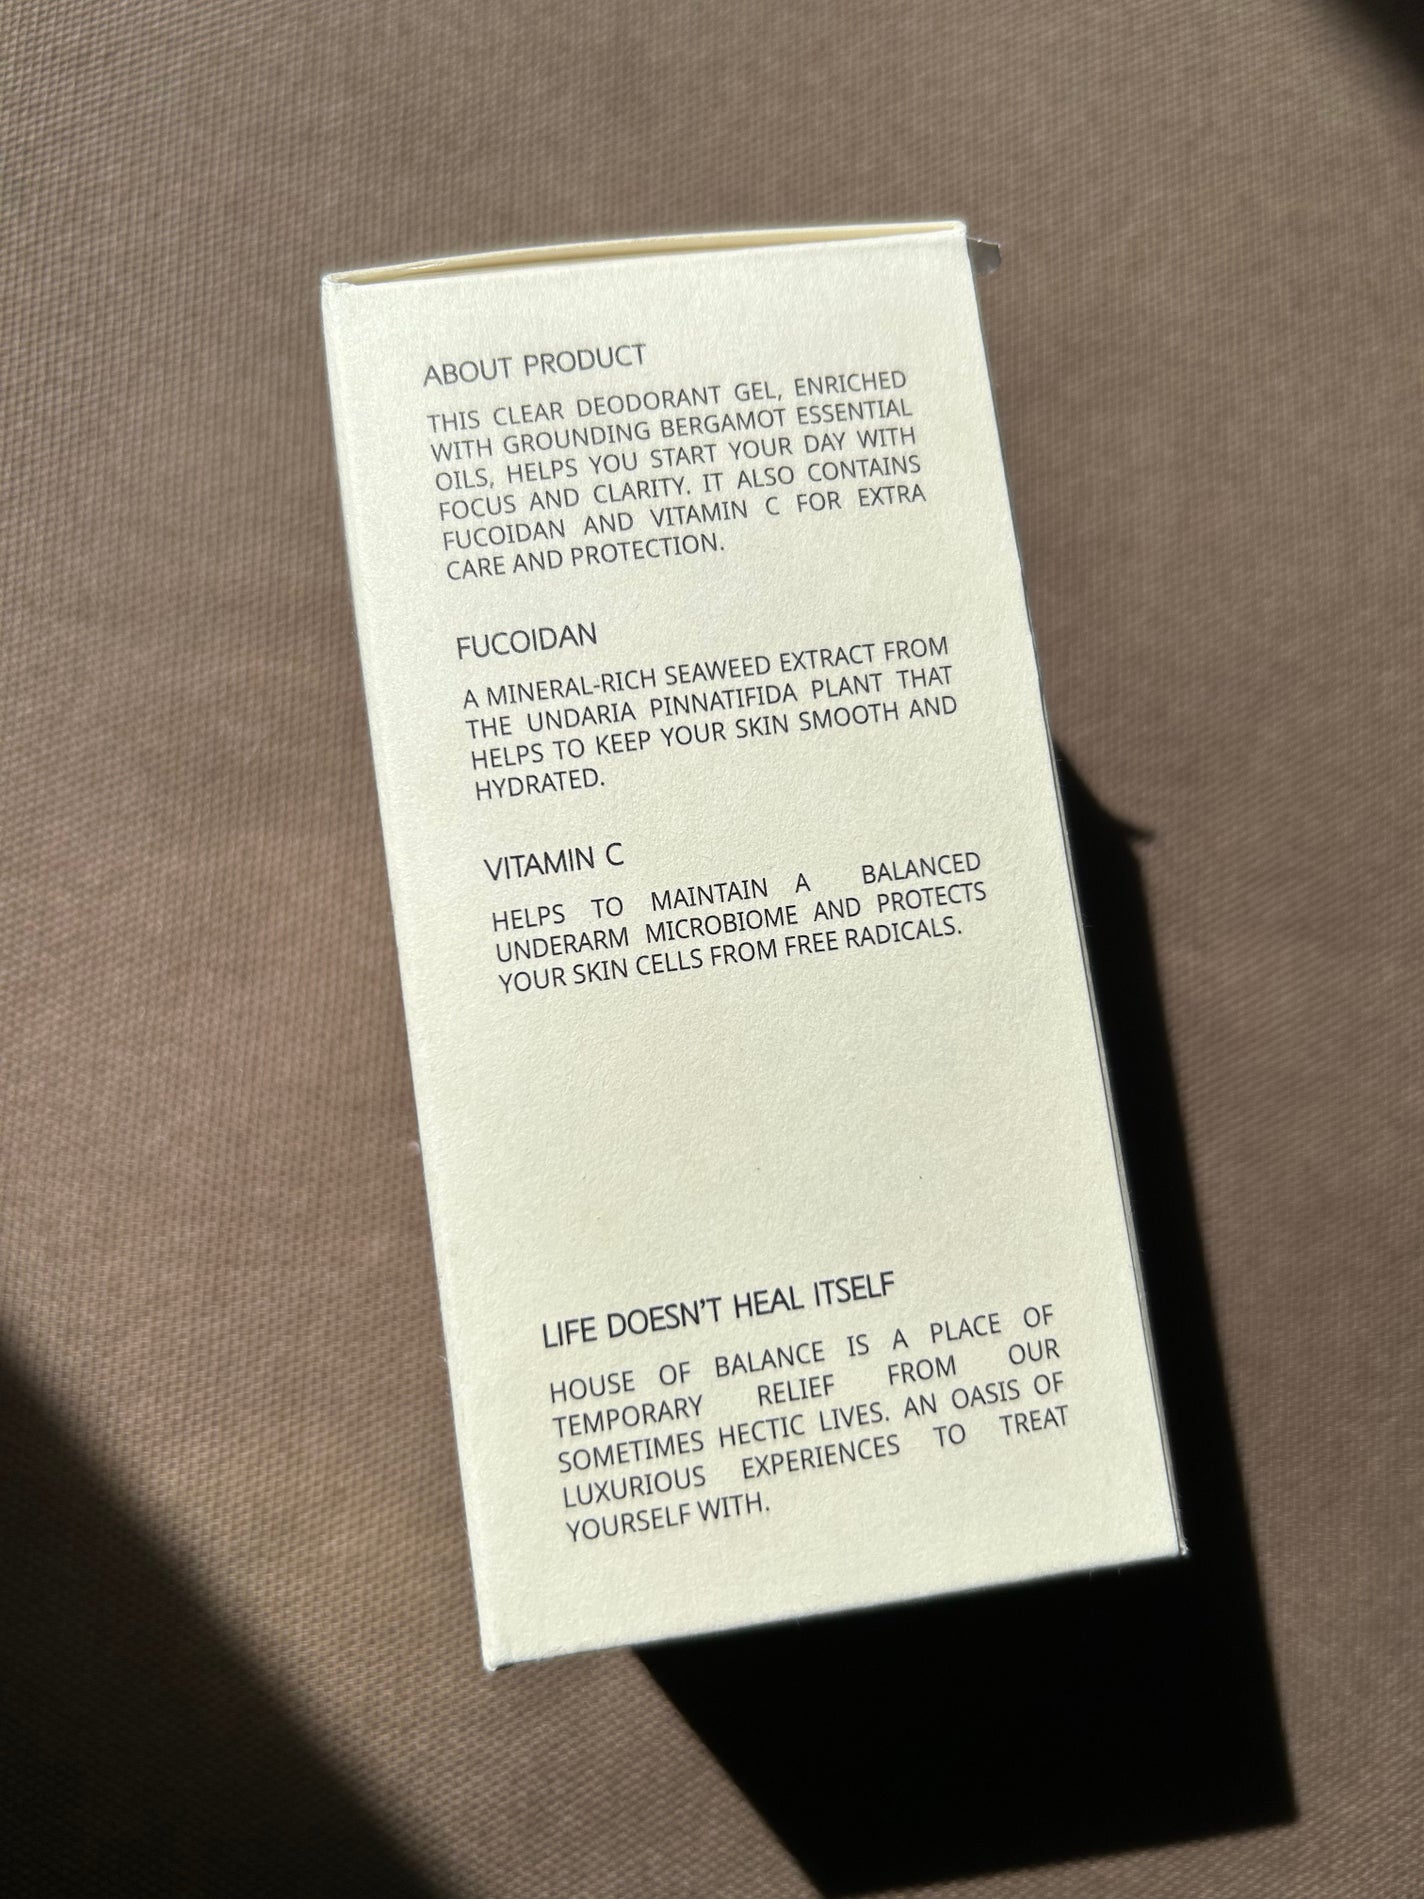 ABOUT PRODUCT
THIS CLEAR DEODORANT GEL, ENRICHED
WITH GROUNDING BERGAMOT ESSENTIAL
OILS, HELPS YOU START YOUR DAY WITH
FOCUS AND CLARITY. IT ALSO CONTAINS
FUCOIDAN AND VITAMIN C FOR EXTRA
CARE AND PROTECTION.
FUCOIDAN
A MINERAL-RICH SEAWEED EXTRACT FROM
THE UNDARIA PINNATIFIDA PLANT THAT
HELPS TO KEEP YOUR SKIN SMOOTH AND
HYDRATED.
VITAMIN C
HELPS TO MAINTAIN A BALANCED
UNDERARM MICROBIOME AND PROTECTS
YOUR SKIN CELLS FROM FREE RADICALS.
LIFE DOESN'T HEAL ITSELF
HOUSE OF BALANCE IS A PLACE OF
TEMPORARY RELIEF FROM OUR
SOMETIMES HECTIC LIVES. AN OASIS OF
LUXURIOUS EXPERIENCES TO TREAT
YOURSELF WITH.